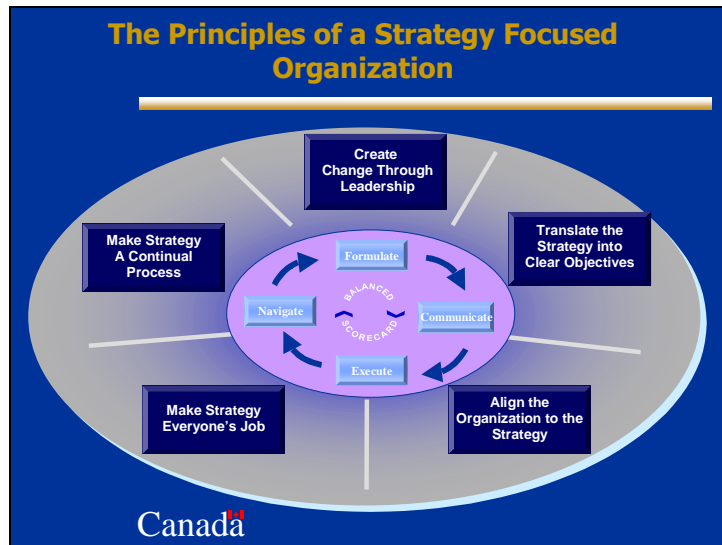 The Principles of a Strategy Focused
Organization
Create
Change Through
Leadership
Translate the
Strategy into
Clear Objectives
Align the
Organization to the
Strategy
Make Strategy
Everyone's Job
Make Strategy
A Continual
Process
Formulate
Communicate
Execute
Navigate
BALANCED
SCORECARD
Canada